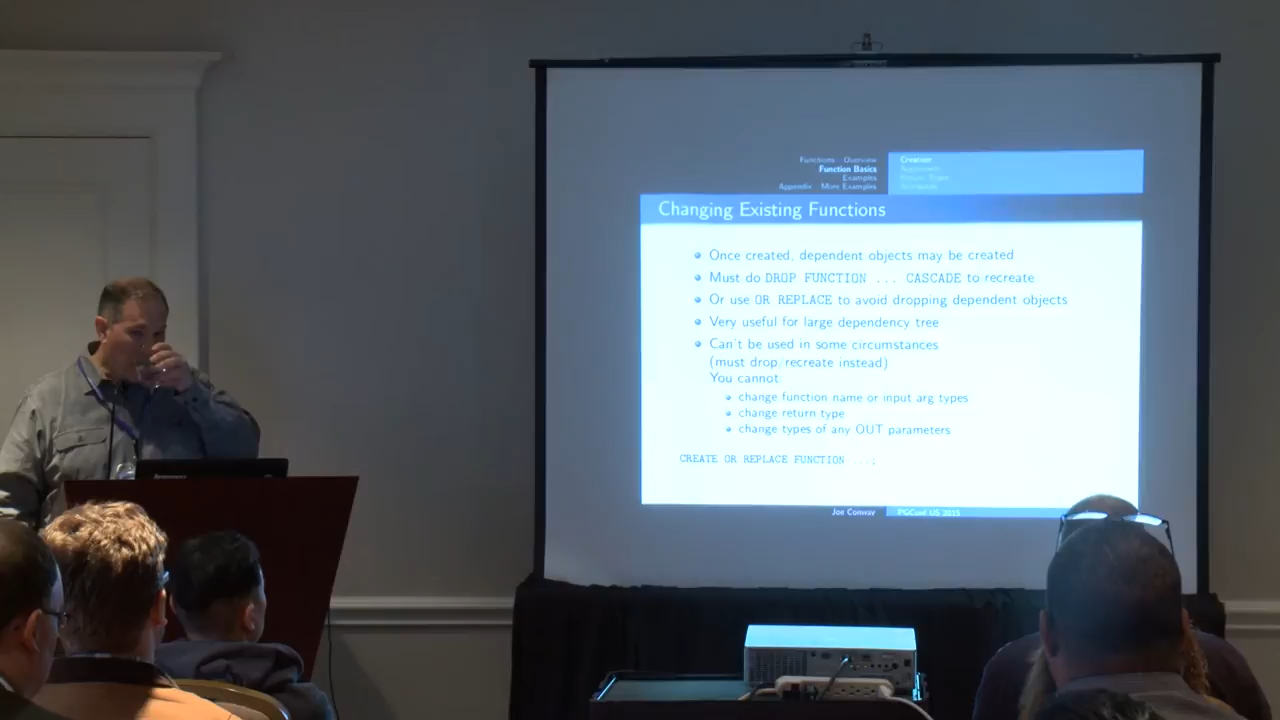 Functions Overview
Function Basics
Examples
Appendix More Examples
Creation
Changing Existing Functions
Once created, dependent objects may be created
Must do DROP FUNCTION ... CASCADE to recreate
Or use OR REPLACE to avoid dropping dependent objects
Very useful for large dependency tree
Can't be used in some circumstances
(must drop/recreate instead)
You cannot
change function name or input arg types
change return type
change types of any OUT parameters
CREATE OR REPLACE FUNCTION ...;
Joe Conway
PGConf US 2015